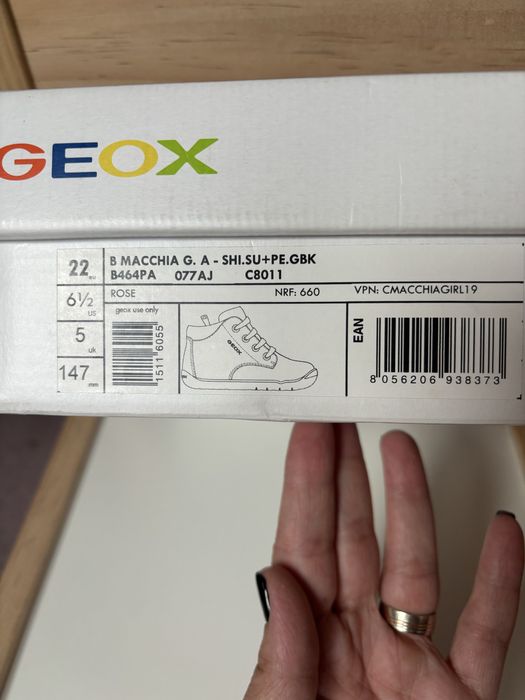 GEOX
22 eu
B MACCHIA G. A - SHI.SU+PE.GBK
B464PA 077AJ C8011
6½ us
ROSE NRF: 660 VPN: CMACCHIAGIRL19
geox use only
5 uk
147 mm
1511 6055
GEOX
EAN
8 056206 938373